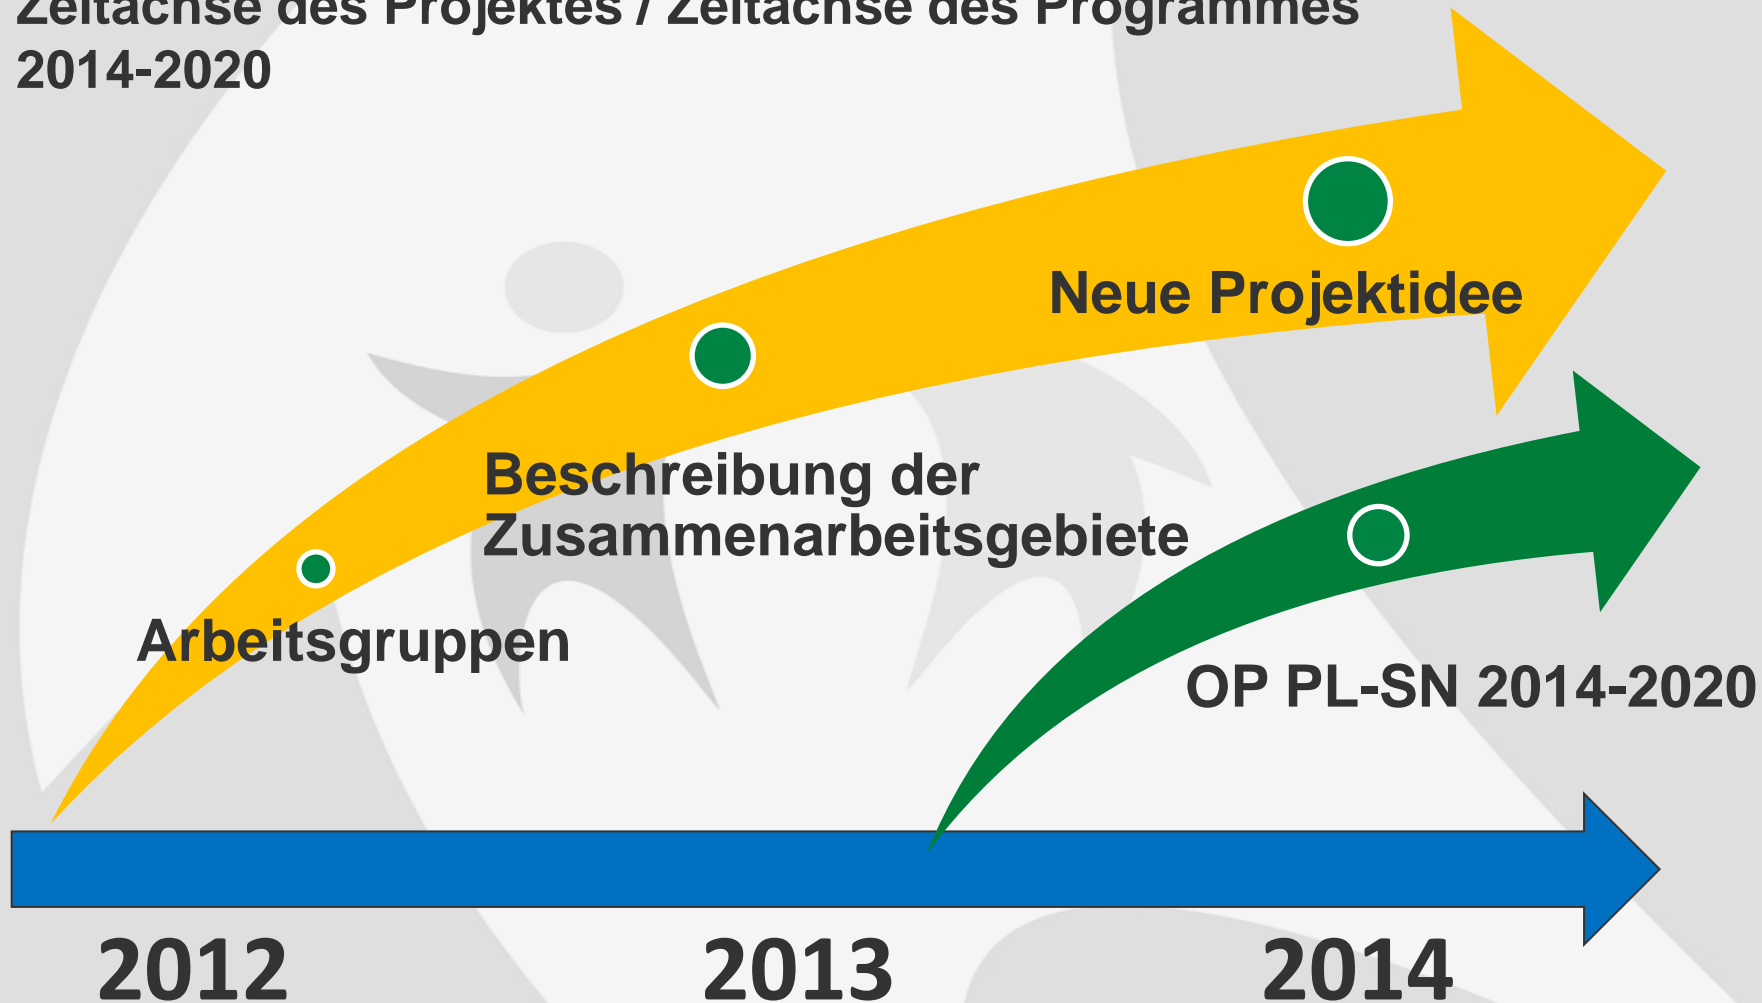 Zeitachse des Projektes / Zeitachse des Programmes
2014-2020
Neue Projektidee
Beschreibung der
Zusammenarbeitsgebiete
Arbeitsgruppen
OP PL-SN 2014-2020
2012
2013
2014